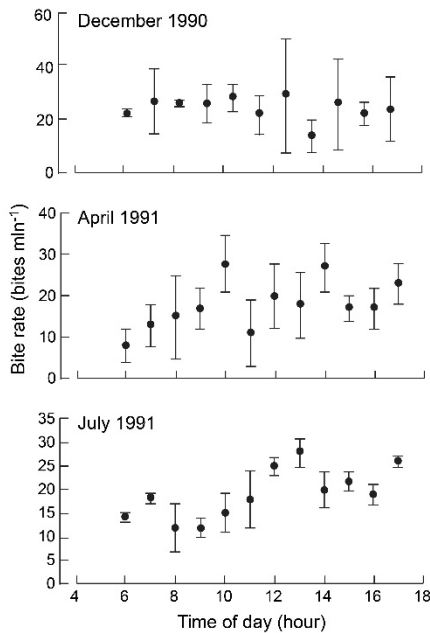 December 1990
60
40
20
0
April 1991
40
30
20
10
0
Bite rate (bites mln-1)
July 1991
35
30
25
20
15
10
5
0
4 6 8 10 12 14 16 18
Time of day (hour)